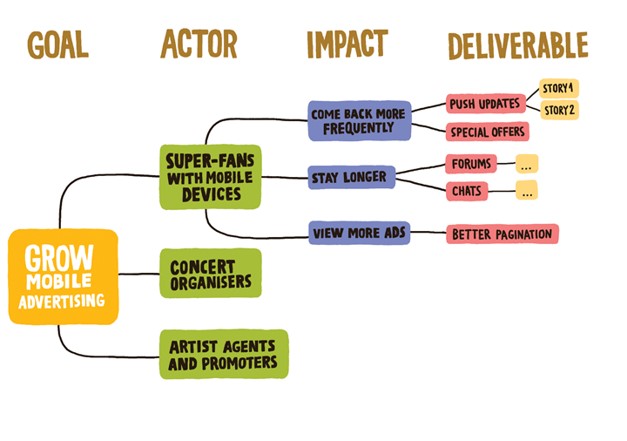 GOAL
ACTOR
IMPACT
DELIVERABLE
GROW
MOBILE
ADVERTISING
SUPER-FANS
WITH MOBILE
DEVICES
COME BACK MORE
FREQUENTLY
PUSH UPDATES
STORY 1
STORY 2
SPECIAL OFFERS
STAY LONGER
FORUMS
...
CHATS
...
VIEW MORE ADS
BETTER PAGINATION
CONCERT
ORGANISERS
ARTIST AGENTS
AND PROMOTERS